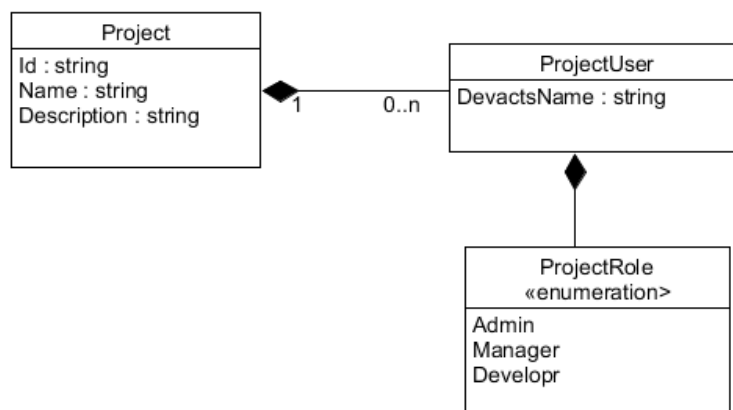 Project
Id : string
Name : string
Description : string
1
0..n
ProjectUser
DevactsName : string
ProjectRole
«enumeration>
Admin
Manager
Developr